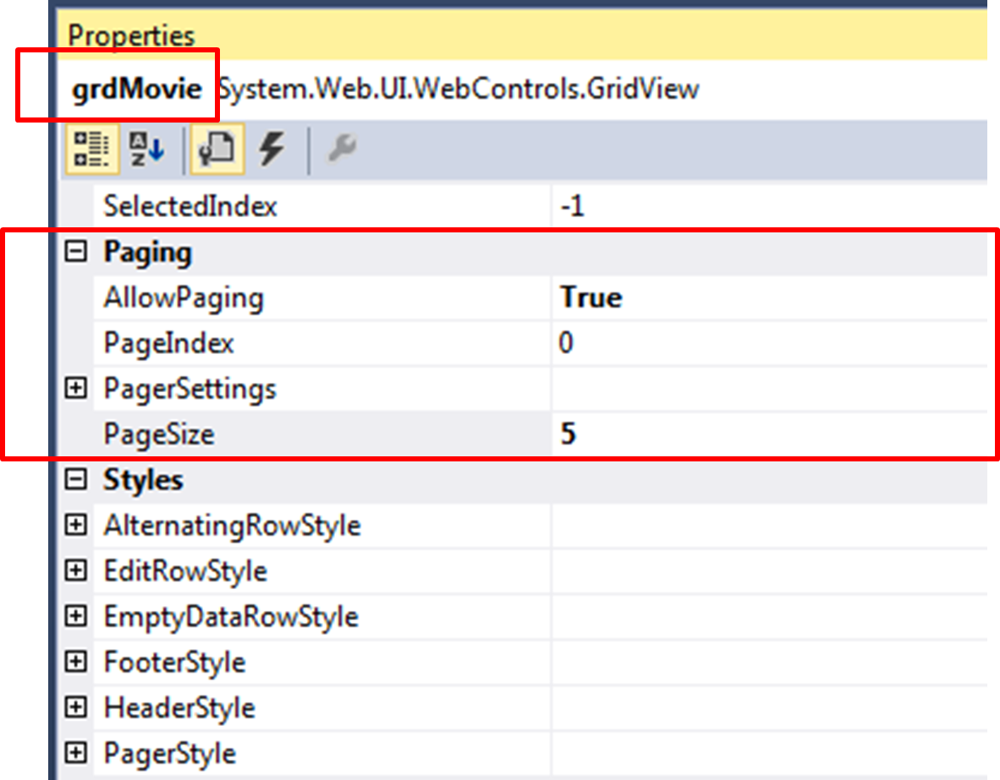 Properties
grdMovie System.Web.UI.WebControls.GridView
SelectedIndex -1
Paging
AllowPaging True
PageIndex 0
PagerSettings
PageSize 5
Styles
AlternatingRowStyle
EditRowStyle
EmptyDataRowStyle
FooterStyle
HeaderStyle
PagerStyle